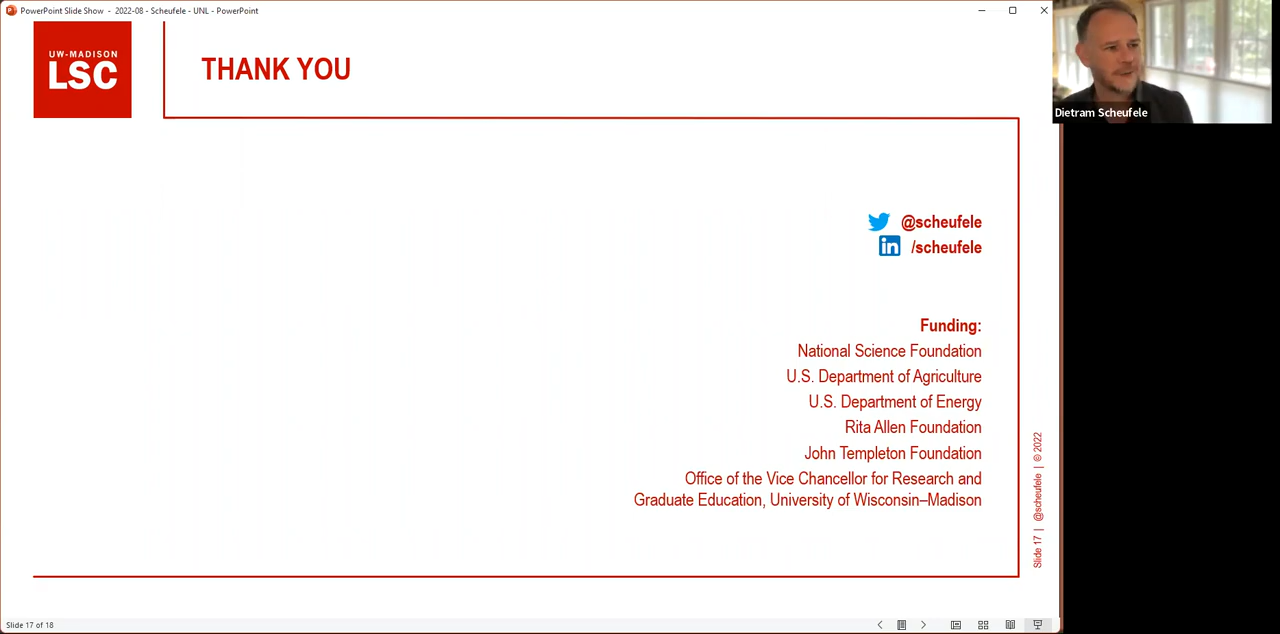 PowerPoint Slide Show - 2022-08 - Scheufele - UNL - PowerPoint
UW-MADISON
LSC
THANK YOU
Dietram Scheufele
@scheufele
in /scheufele
Funding:
National Science Foundation
U.S. Department of Agriculture
U.S. Department of Energy
Rita Allen Foundation
John Templeton Foundation
Office of the Vice Chancellor for Research and
Graduate Education, University of Wisconsin–Madison
Slide 17 | @scheufele | © 2022
Slide 17 of 18